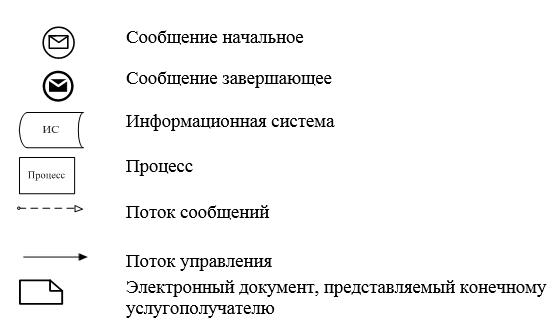 Сообщение начальное
Сообщение завершающее
ИС
Информационная система
Процесс
Процесс
Поток сообщений
Поток управления
Электронный документ, представляемый конечному
услугополучателю